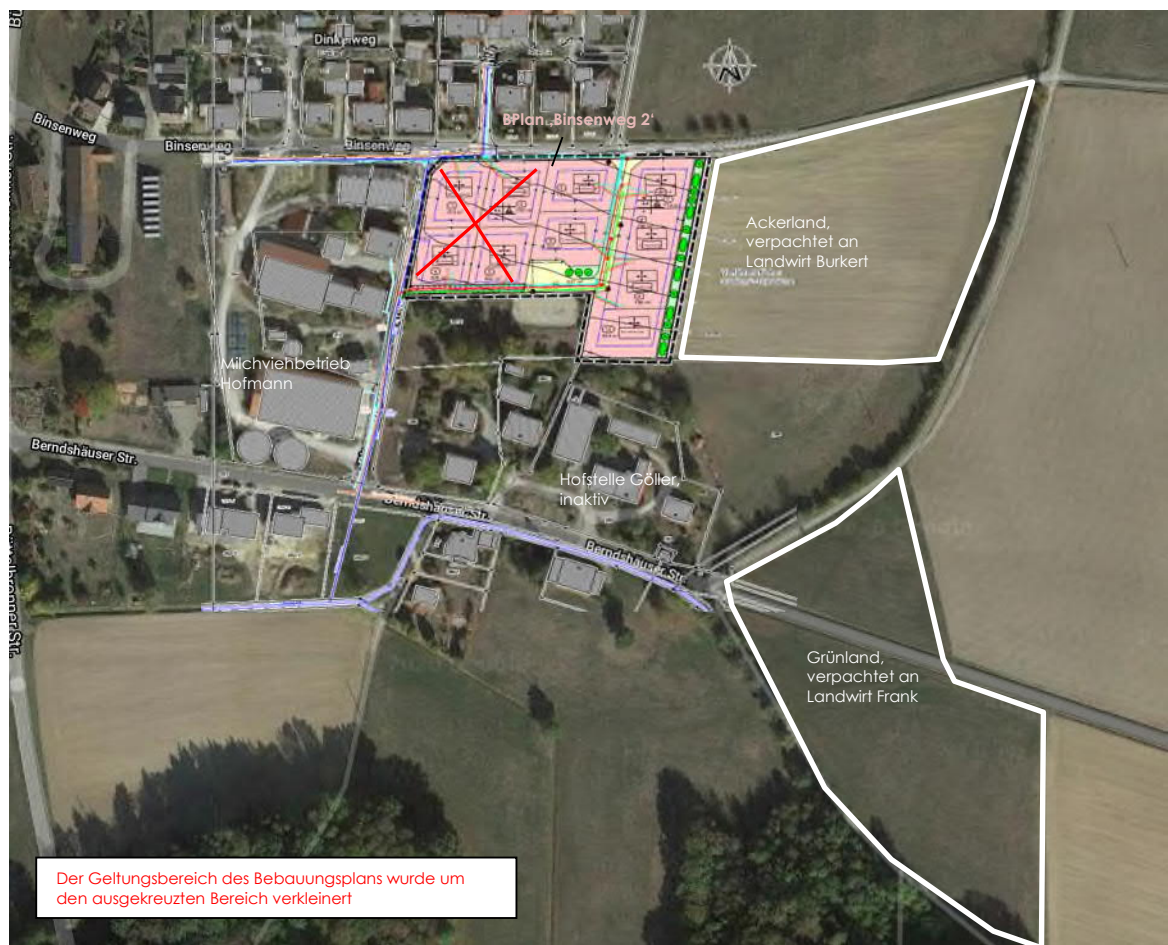 Dinkelweg
BPlan ‚Binsenweg 2‘
Binsenweg
Binsenweg
Binsenweg
Ackerland,
verpachtet an
Landwirt Burkert
Milchviehbetrieb
Hofmann
Berndshäuser Str.
Hofstelle Göller,
inaktiv
Berndshäuser Str.
Berndshäuser Str.
Grünland,
verpachtet an
Landwirt Frank
Der Geltungsbereich des Bebauungsplans wurde um
den ausgekreuzten Bereich verkleinert